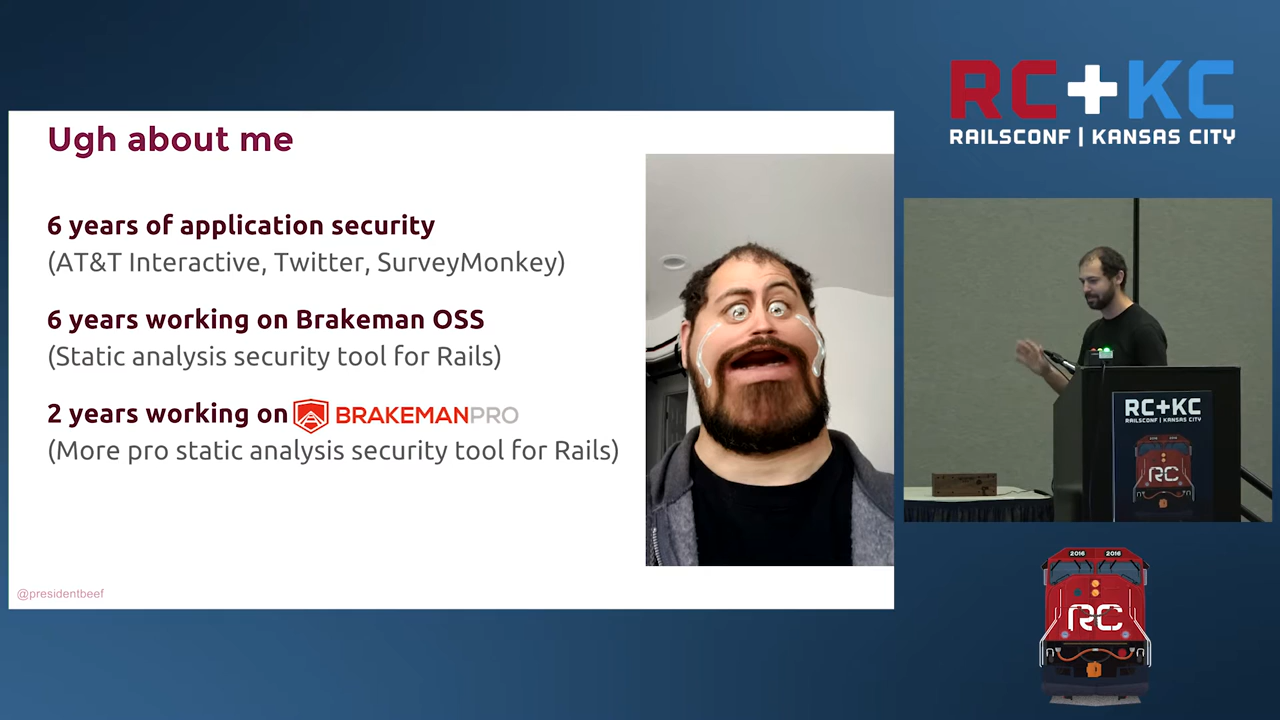 Ugh about me
6 years of application security
(AT&T Interactive, Twitter, SurveyMonkey)
6 years working on Brakeman OSS
(Static analysis security tool for Rails)
2 years working on BRAKEMANPRO
(More pro static analysis security tool for Rails)
@presidentbeef
RC+KC
RAILSCONF | KANSAS CITY
RC+KC
RAILSCONF | KANSAS CITY
RC
2016 2016
RC